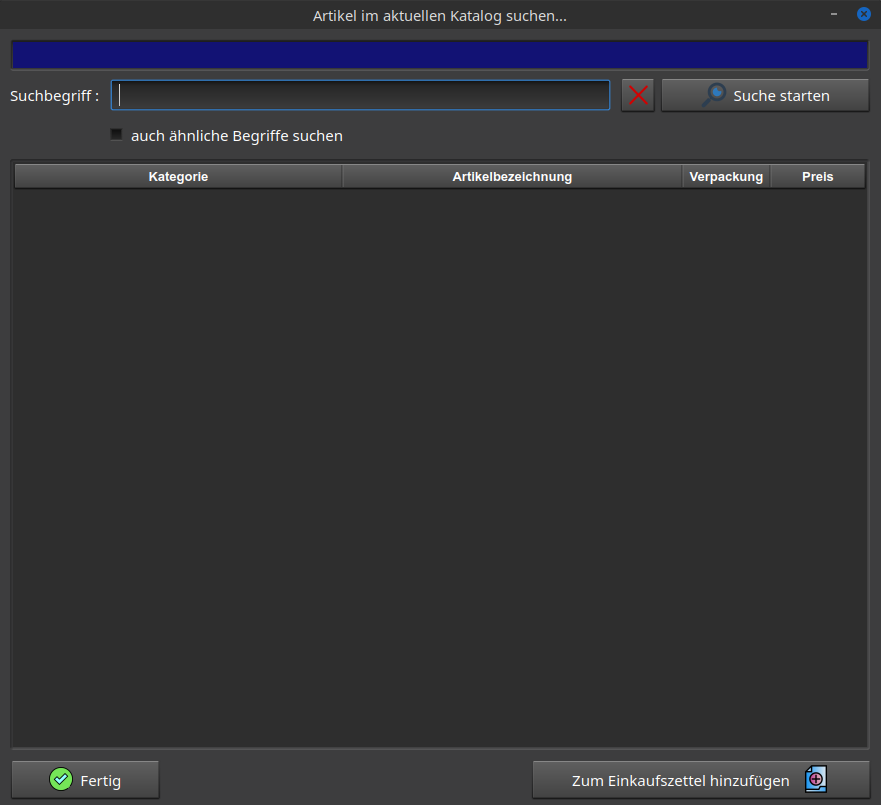 Artikel im aktuellen Katalog suchen...
Suchbegriff :
Suche starten
auch ähnliche Begriffe suchen
Kategorie Artikelbezeichnung Verpackung Preis
Fertig
Zum Einkaufszettel hinzufügen